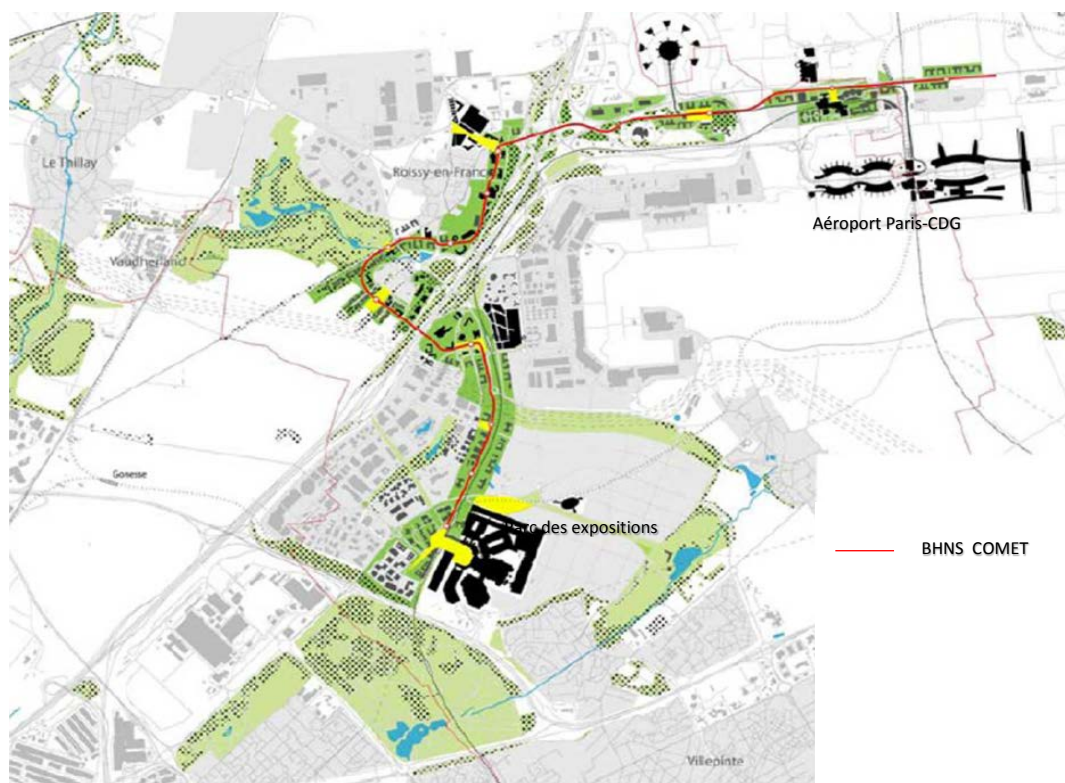 Le Thillay
Roissy-en-France
Vaudherland
Aéroport Paris-CDG
Gonesse
Parc des expositions
BHNS COMET
Villepinte